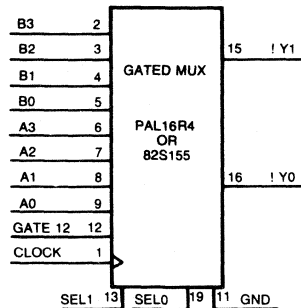 B3 2
B2 3 GATED MUX 15 ! Y1
B1 4
B0 5
A3 6 PAL16R4
A2 7 OR
82S155
A1 8 16 ! Y0
A0 9
GATE 12 12
CLOCK 1
SEL1 13 SEL0 19 11 GND